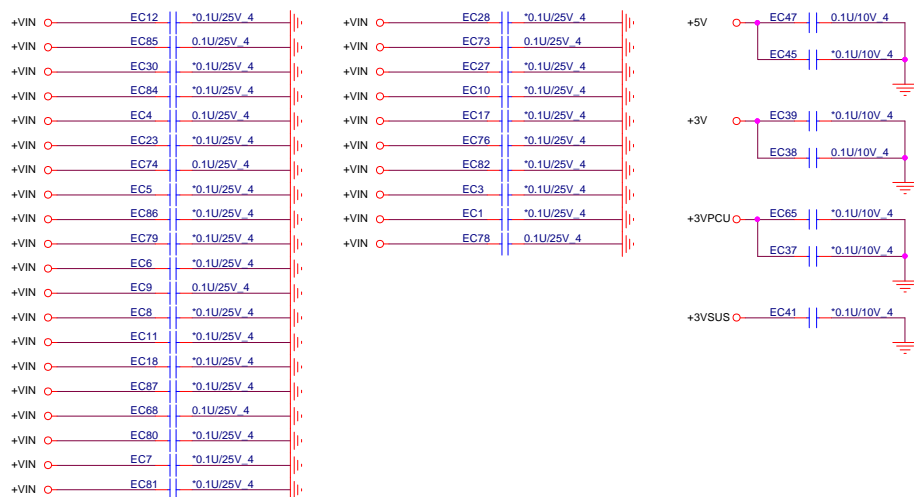 +VIN EC12 *0.1U/25V_4
+VIN EC85 0.1U/25V_4
+VIN EC30 *0.1U/25V_4
+VIN EC84 *0.1U/25V_4
+VIN EC4 0.1U/25V_4
+VIN EC23 *0.1U/25V_4
+VIN EC74 0.1U/25V_4
+VIN EC5 *0.1U/25V_4
+VIN EC86 *0.1U/25V_4
+VIN EC79 *0.1U/25V_4
+VIN EC6 *0.1U/25V_4
+VIN EC9 0.1U/25V_4
+VIN EC8 *0.1U/25V_4
+VIN EC11 *0.1U/25V_4
+VIN EC18 *0.1U/25V_4
+VIN EC87 *0.1U/25V_4
+VIN EC68 0.1U/25V_4
+VIN EC80 *0.1U/25V_4
+VIN EC7 *0.1U/25V_4
+VIN EC81 *0.1U/25V_4
+VIN EC28 *0.1U/25V_4
+VIN EC73 0.1U/25V_4
+VIN EC27 *0.1U/25V_4
+VIN EC10 *0.1U/25V_4
+VIN EC17 *0.1U/25V_4
+VIN EC76 *0.1U/25V_4
+VIN EC82 *0.1U/25V_4
+VIN EC3 *0.1U/25V_4
+VIN EC1 *0.1U/25V_4
+VIN EC78 0.1U/25V_4
+5V EC47 0.1U/10V_4
EC45 *0.1U/10V_4
+3V EC39 *0.1U/10V_4
EC38 0.1U/10V_4
+3VPCU EC65 *0.1U/10V_4
EC37 *0.1U/10V_4
+3VSUS EC41 *0.1U/10V_4